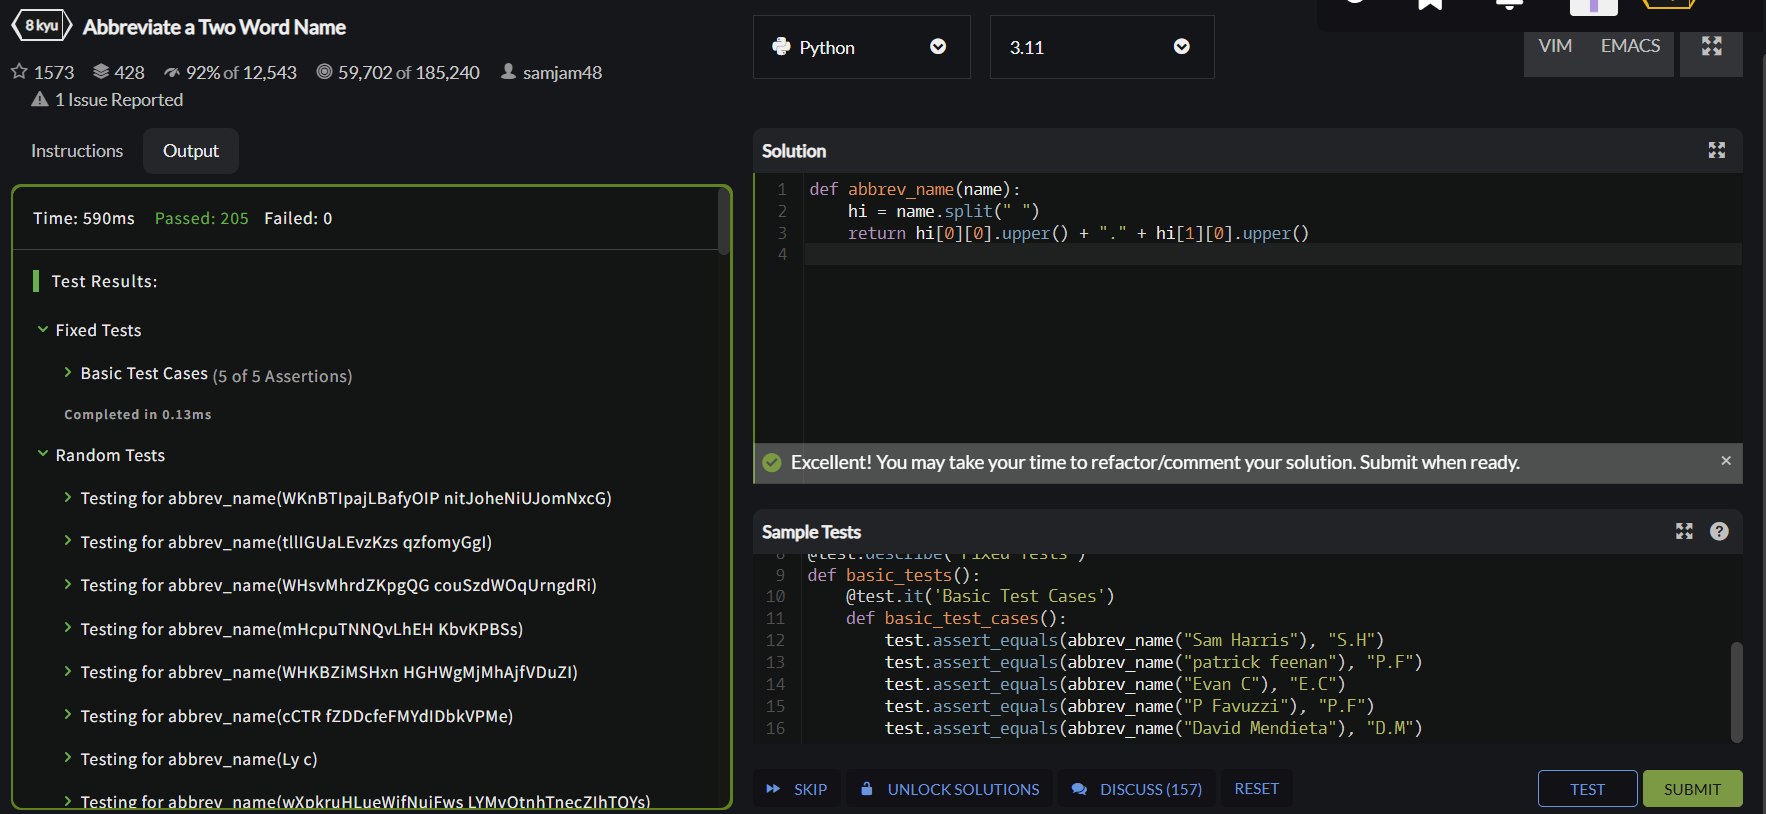 8 kyu
Abbreviate a Two Word Name
1573 428 92% of 12,543 59,702 of 185,240 samjam48
1 Issue Reported
Python
3.11
VIM EMACS
Instructions
Output
Time: 590ms Passed: 205 Failed: 0
Test Results:
Fixed Tests
Basic Test Cases (5 of 5 Assertions)
Completed in 0.13ms
Random Tests
Testing for abbrev_name(WKnBTIpajLBafyOIP nitJoheNiUJomNxcG)
Testing for abbrev_name(tllIGUaLEvzKzs qzfomyGgI)
Testing for abbrev_name(WHsvMhrdZKpgQG couSzdWOqUrngdRi)
Testing for abbrev_name(mHcpuTNNQvLhEH KbvKPBSs)
Testing for abbrev_name(WHKBZiMSHxn HGHWgMjMhAjfVDuZI)
Testing for abbrev_name(cCTR fZDDcfeFMYdIDbkVPMe)
Testing for abbrev_name(Ly c)
Testing for abbrev_name(wXpkruHLueWifNuiFws LYMvOtnhTnecZIhTOYs)
Solution
1 def abbrev_name(name):
2 hi = name.split(" ")
3 return hi[0][0].upper() + "." + hi[1][0].upper()
4
Excellent! You may take your time to refactor/comment your solution. Submit when ready.
Sample Tests
8 @test.describe('Fixed Tests')
9 def basic_tests():
10 @test.it('Basic Test Cases')
11 def basic_test_cases():
12 test.assert_equals(abbrev_name("Sam Harris"), "S.H")
13 test.assert_equals(abbrev_name("patrick feenan"), "P.F")
14 test.assert_equals(abbrev_name("Evan C"), "E.C")
15 test.assert_equals(abbrev_name("P Favuzzi"), "P.F")
16 test.assert_equals(abbrev_name("David Mendieta"), "D.M")
SKIP
UNLOCK SOLUTIONS
DISCUSS (157)
RESET
TEST
SUBMIT